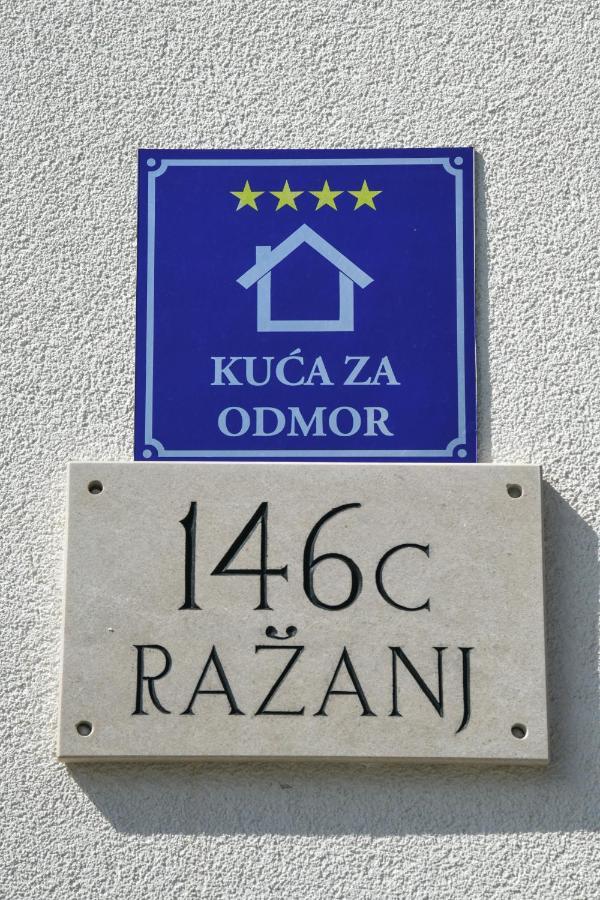 KUĆA ZA
ODMOR
146C
RAŽANJ